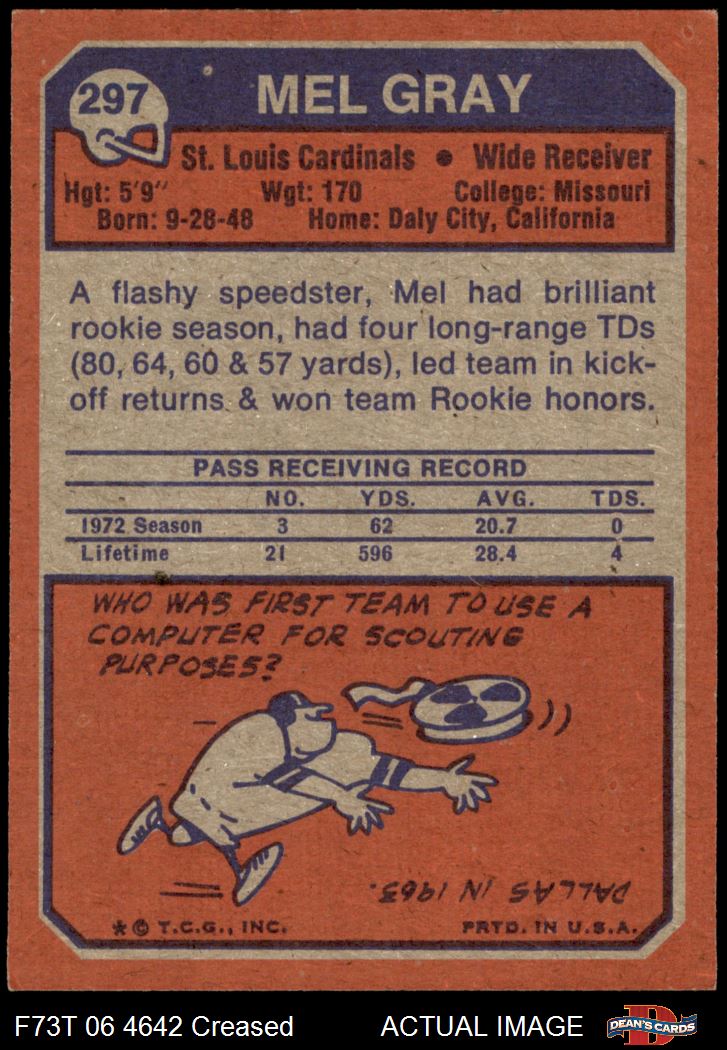 297
MEL GRAY
St. Louis Cardinals • Wide Receiver
Hgt: 5'9" Wgt: 170 College: Missouri
Born: 9-28-48 Home: Daly City, California
A flashy speedster, Mel had brilliant
rookie season, had four long-range TDs
(80, 64, 60 & 57 yards), led team in kick-
off returns & won team Rookie honors.
PASS RECEIVING RECORD
NO. YDS. AVG. TDS.
1972 Season 3 62 20.7 0
Lifetime 21 596 28.4 4
WHO WAS FIRST TEAM TO USE A
COMPUTER FOR SCOUTING
PURPOSES?
DALLAS IN 1963.
* © T.C.G., INC. PRTD. IN U.S.A.
F73T 06 4642 Creased ACTUAL IMAGE
D
DEAN'S CARDS